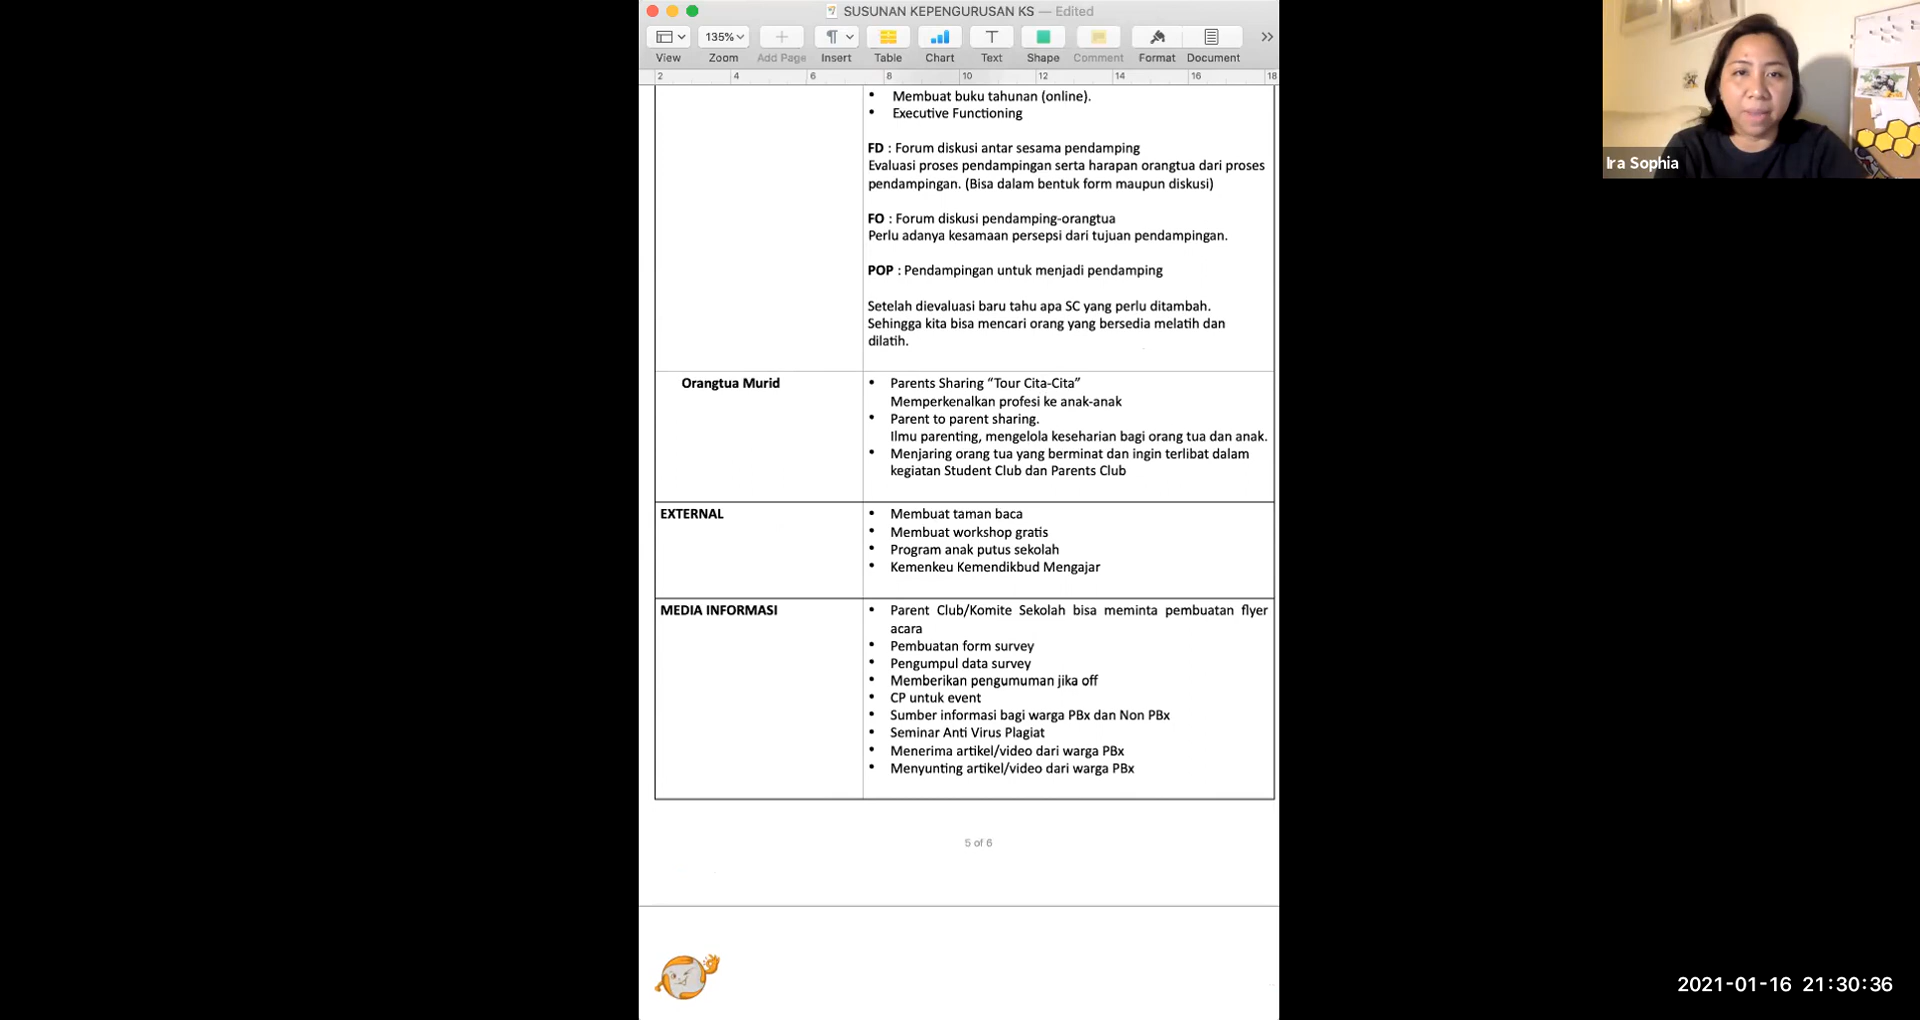 SUSUNAN KEPENGURUSAN KS — Edited
135%
View
Zoom
Add Page
Insert
Table
Chart
Text
Shape
Comment
Format
Document
2 4 6 8 10 12 14 16 18
• Membuat buku tahunan (online).
• Executive Functioning
FD : Forum diskusi antar sesama pendamping
Evaluasi proses pendampingan serta harapan orangtua dari proses
pendampingan. (Bisa dalam bentuk form maupun diskusi)
FO : Forum diskusi pendamping-orangtua
Perlu adanya kesamaan persepsi dari tujuan pendampingan.
POP : Pendampingan untuk menjadi pendamping
Setelah dievaluasi baru tahu apa SC yang perlu ditambah.
Sehingga kita bisa mencari orang yang bersedia melatih dan
dilatih.
Orangtua Murid
• Parents Sharing “Tour Cita-Cita”
Memperkenalkan profesi ke anak-anak
• Parent to parent sharing.
Ilmu parenting, mengelola keseharian bagi orang tua dan anak.
• Menjaring orang tua yang berminat dan ingin terlibat dalam
kegiatan Student Club dan Parents Club
EXTERNAL
• Membuat taman baca
• Membuat workshop gratis
• Program anak putus sekolah
• Kemenkeu Kemendikbud Mengajar
MEDIA INFORMASI
• Parent Club/Komite Sekolah bisa meminta pembuatan flyer
acara
• Pembuatan form survey
• Pengumpul data survey
• Memberikan pengumuman jika off
• CP untuk event
• Sumber informasi bagi warga PBx dan Non PBx
• Seminar Anti Virus Plagiat
• Menerima artikel/video dari warga PBx
• Menyunting artikel/video dari warga PBx
5 of 6
Ira Sophia
2021-01-16 21:30:36